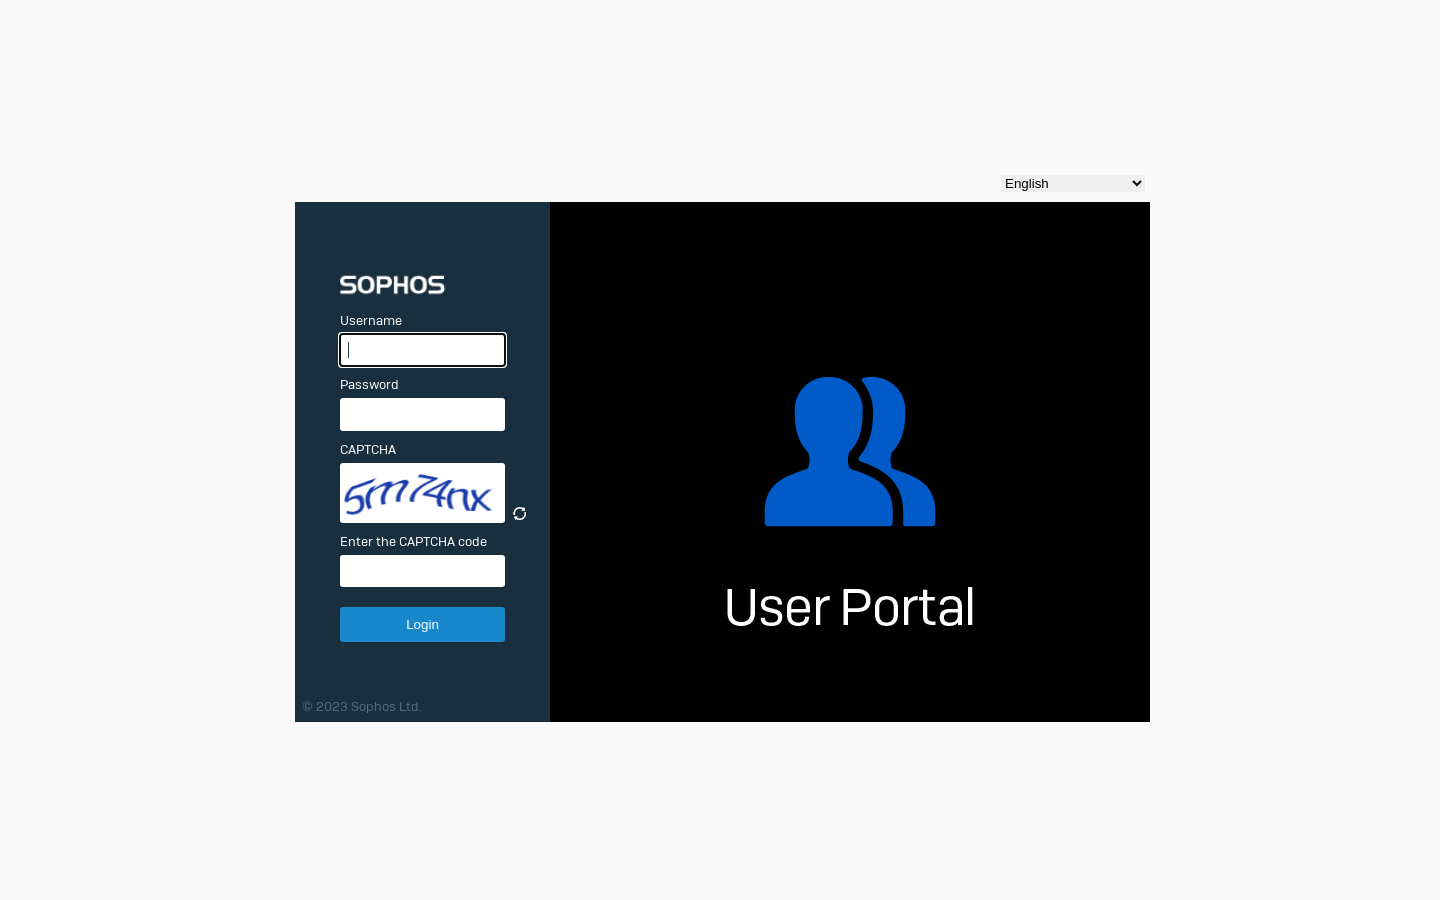 English
SOPHOS
Username
Password
CAPTCHA
5m74nx
Enter the CAPTCHA code
Login
© 2023 Sophos Ltd.
User Portal